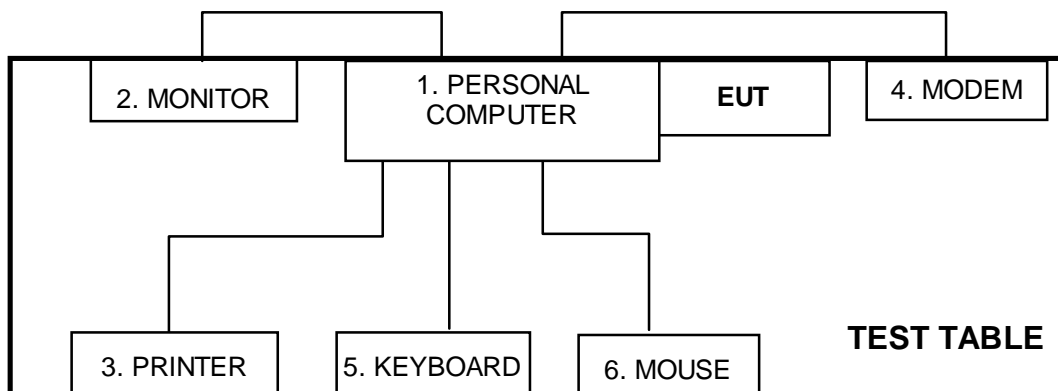 2. MONITOR
1. PERSONAL
COMPUTER
EUT
4. MODEM
3. PRINTER
5. KEYBOARD
6. MOUSE
TEST TABLE